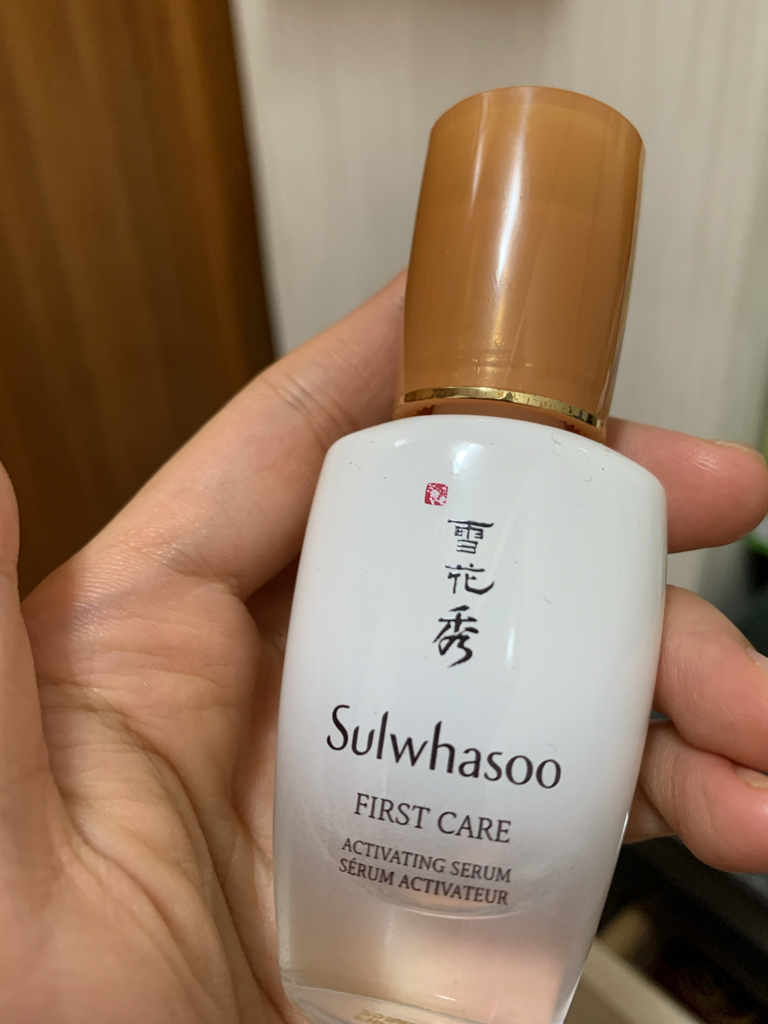 雪花秀
Sulwhasoo
FIRST CARE
ACTIVATING SERUM
SÉRUM ACTIVATEUR